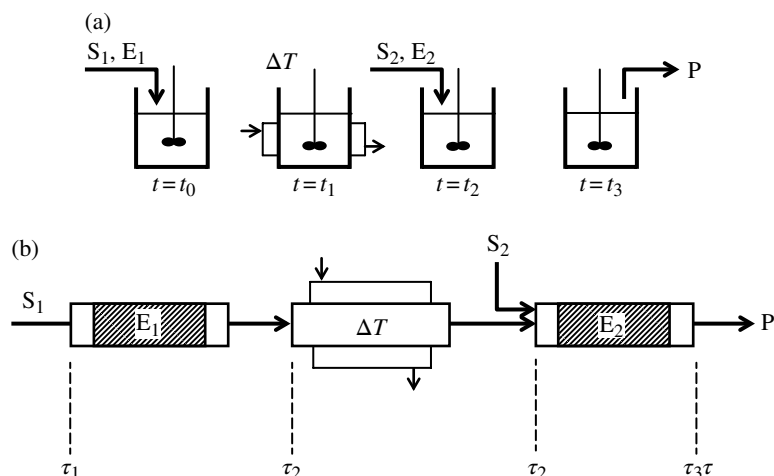 (a)
S₁, E₁
ΔT
S₂, E₂
P
t = t₀
t = t₁
t = t₂
t = t₃
(b)
S₂
S₁
E₁
ΔT
E₂
P
τ₁
τ₂
τ₂
τ₃τ